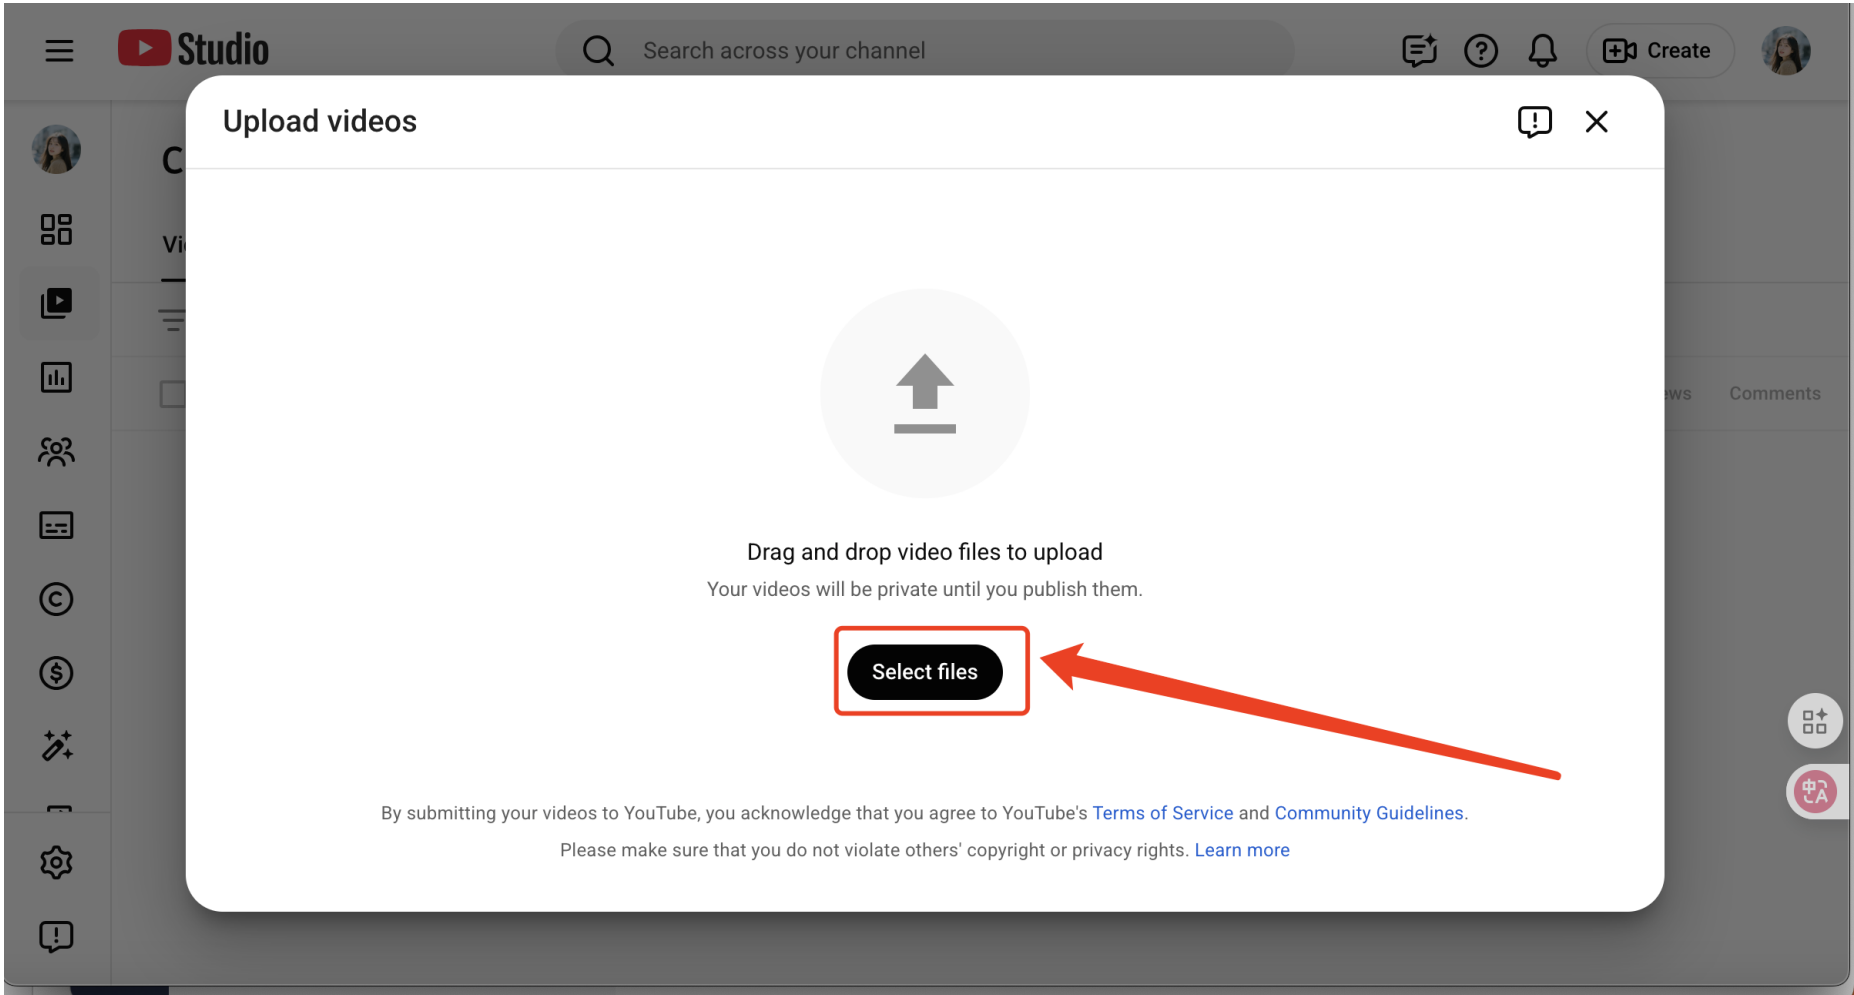 Studio
Search across your channel
Create
Upload videos
Drag and drop video files to upload
Your videos will be private until you publish them.
Select files
Comments
By submitting your videos to YouTube, you acknowledge that you agree to YouTube's Terms of Service and Community Guidelines.
Please make sure that you do not violate others' copyright or privacy rights. Learn more